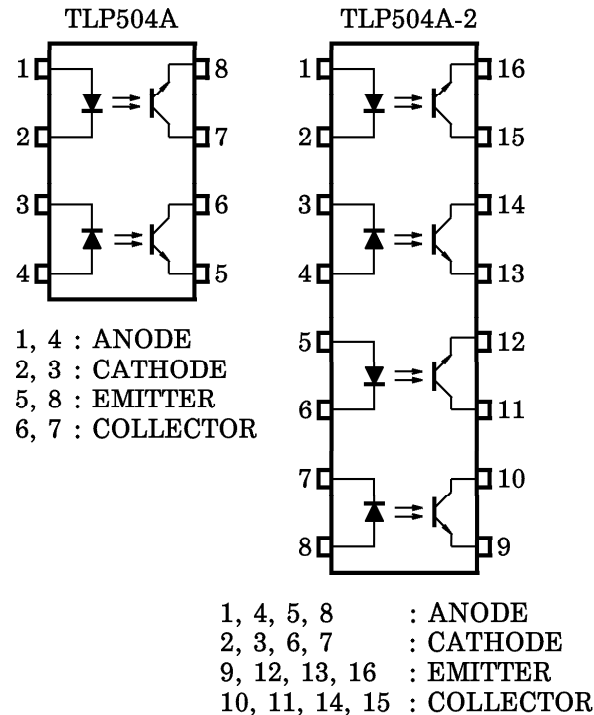 TLP504A
1 8
2 7
3 6
4 5
1, 4 : ANODE
2, 3 : CATHODE
5, 8 : EMITTER
6, 7 : COLLECTOR
TLP504A-2
1 16
2 15
3 14
4 13
5 12
6 11
7 10
8 9
1, 4, 5, 8 : ANODE
2, 3, 6, 7 : CATHODE
9, 12, 13, 16 : EMITTER
10, 11, 14, 15 : COLLECTOR